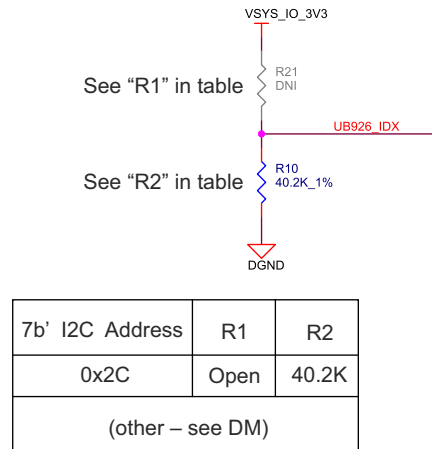 VSYS_IO_3V3
See “R1” in table
R21
DNI
UB926_IDX
See “R2” in table
R10
40.2K_1%
DGND
7b’ I2C Address R1 R2
0x2C Open 40.2K
(other – see DM)